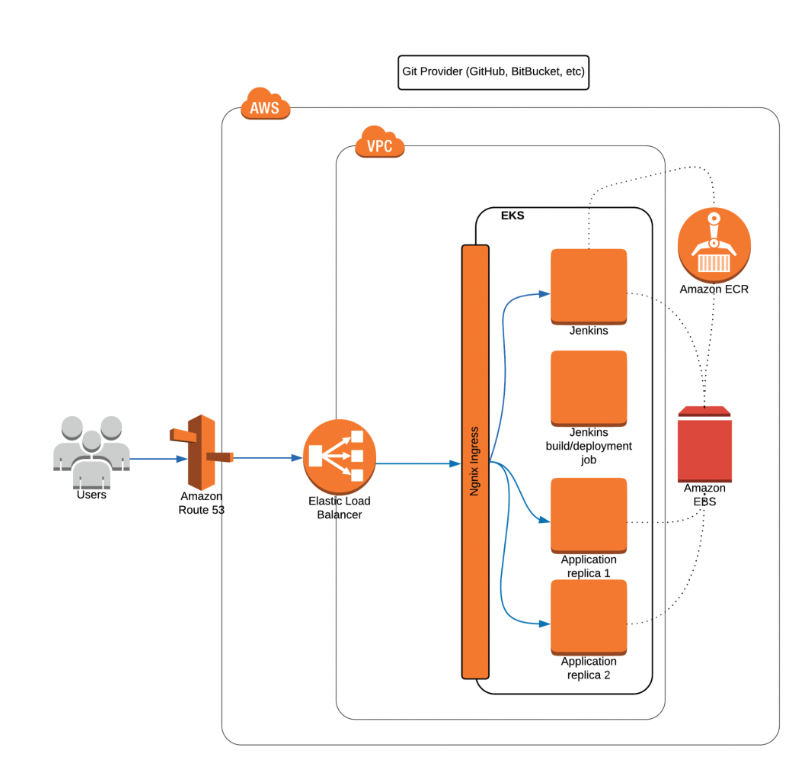 Git Provider (GitHub, BitBucket, etc)
AWS
VPC
EKS
Amazon ECR
Jenkins
Jenkins
build/deployment
job
Ngnix Ingress
Users
Amazon
Route 53
Elastic Load
Balancer
Amazon
EBS
Application
replica 1
Application
replica 2